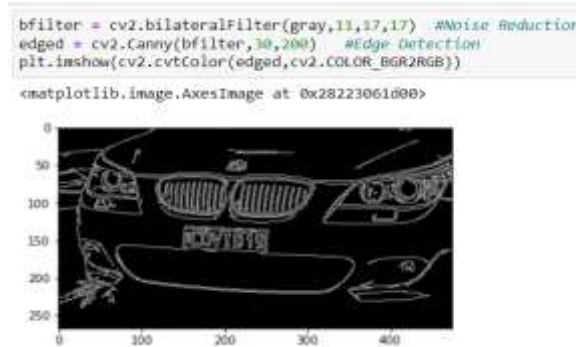 bfilter = cv2.bilateralFilter(gray,11,17,17) #Noise Reduction
edged = cv2.Canny(bfilter,30,200) #Edge Detection
plt.imshow(cv2.cvtColor(edged,cv2.COLOR_BGR2RGB))
<matplotlib.image.AxesImage at 0x28223061d00>
0
50
100
150
200
250
0 100 200 300 400